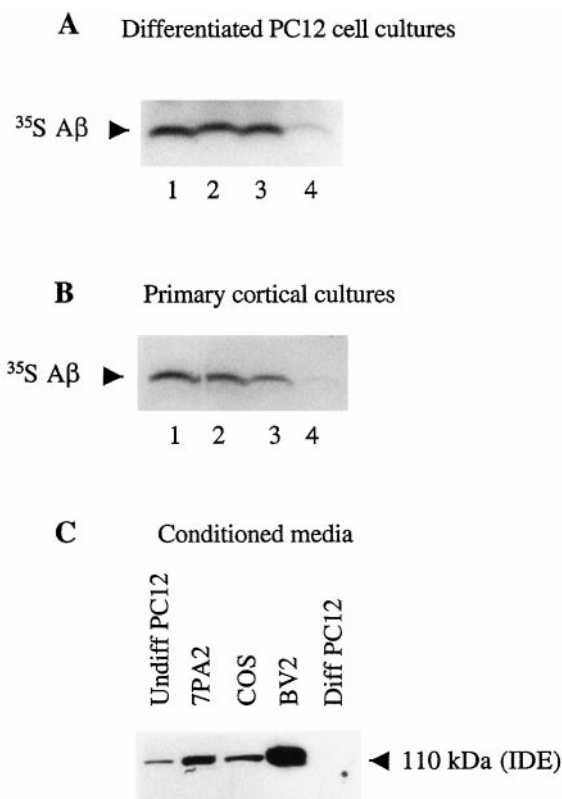 A Differentiated PC12 cell cultures
³⁵S Aβ
1 2 3 4
B Primary cortical cultures
³⁵S Aβ
1 2 3 4
C Conditioned media
Undiff PC12
7PA2
COS
BV2
Diff PC12
110 kDa (IDE)